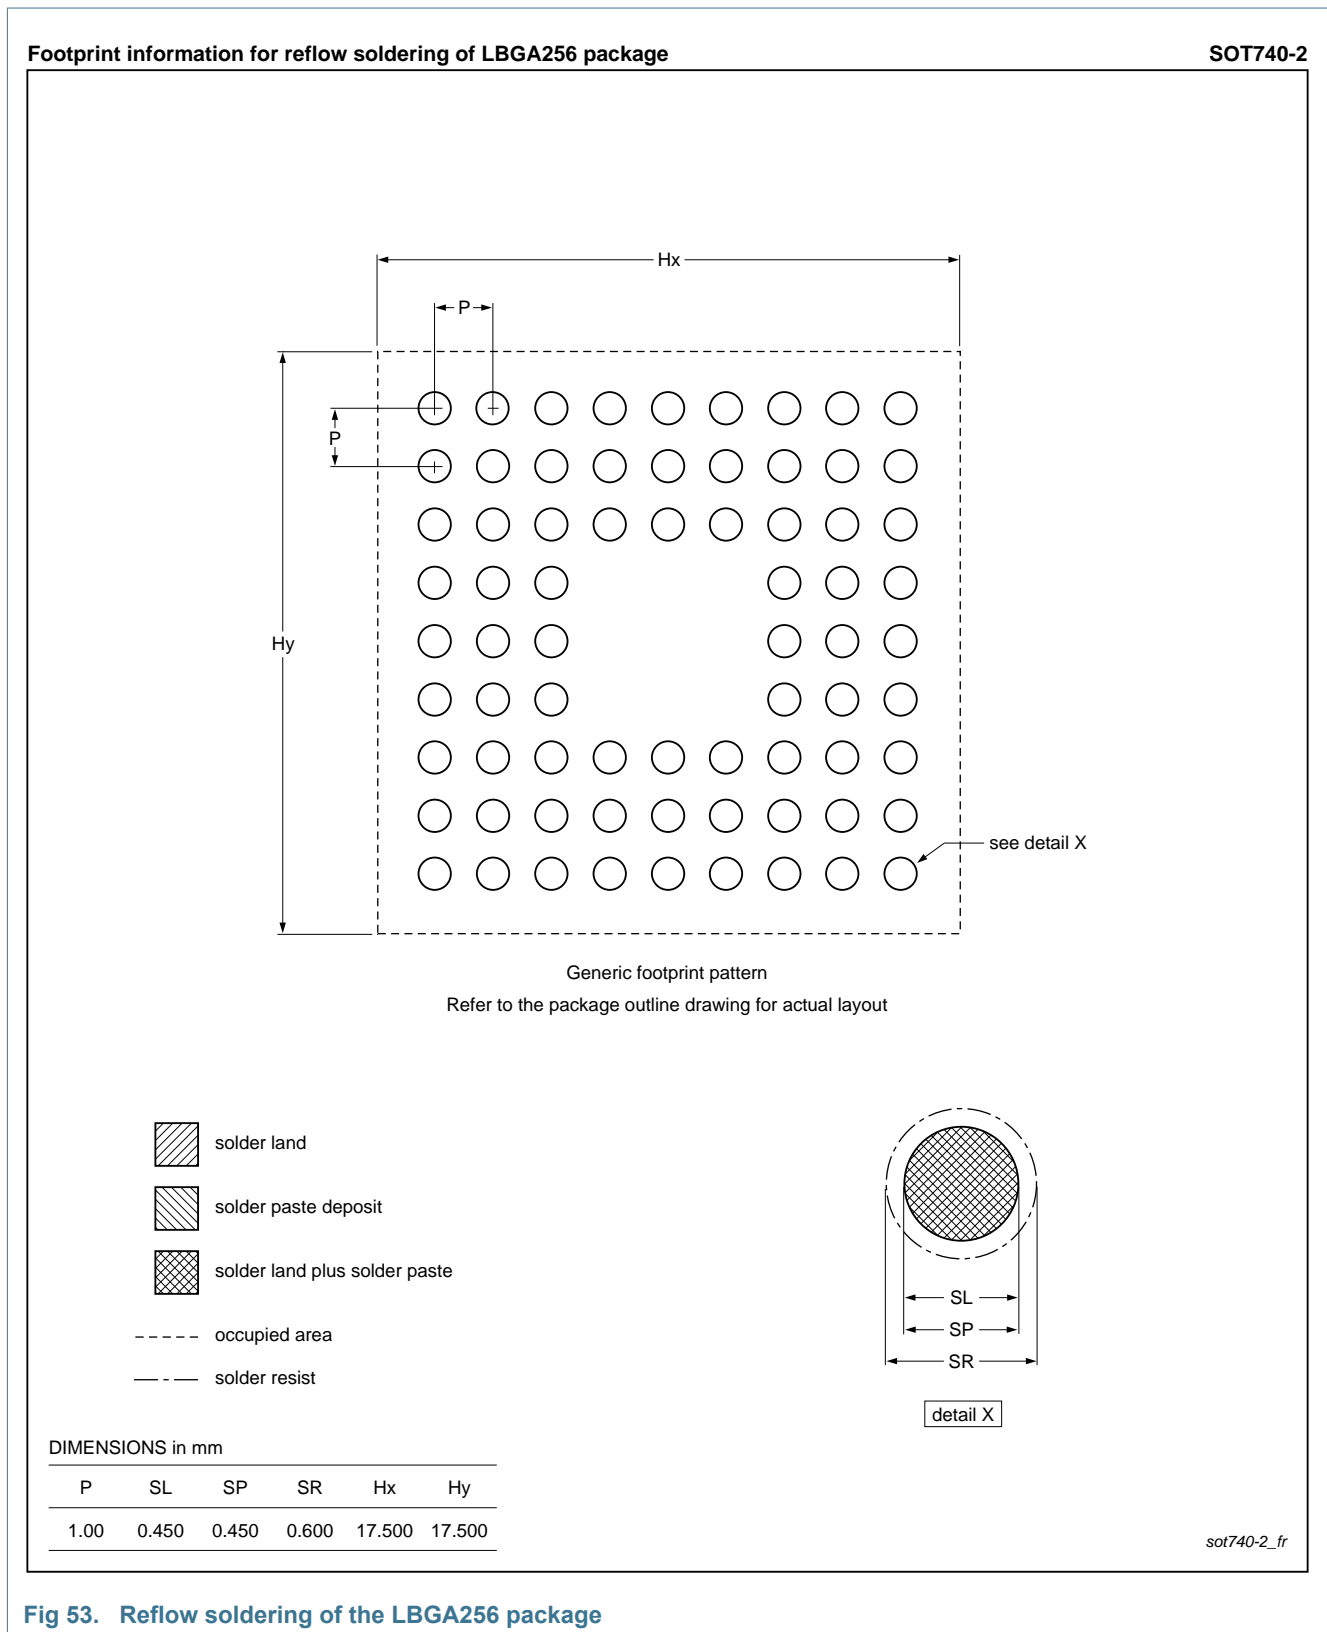 Footprint information for reflow soldering of LBGA256 package SOT740-2
Hx
P
P
Hy
see detail X
Generic footprint pattern
Refer to the package outline drawing for actual layout
solder land
solder paste deposit
solder land plus solder paste
occupied area
solder resist
SL
SP
SR
detail X
DIMENSIONS in mm
P SL SP SR Hx Hy
1.00 0.450 0.450 0.600 17.500 17.500
sot740-2_fr
Fig 53. Reflow soldering of the LBGA256 package